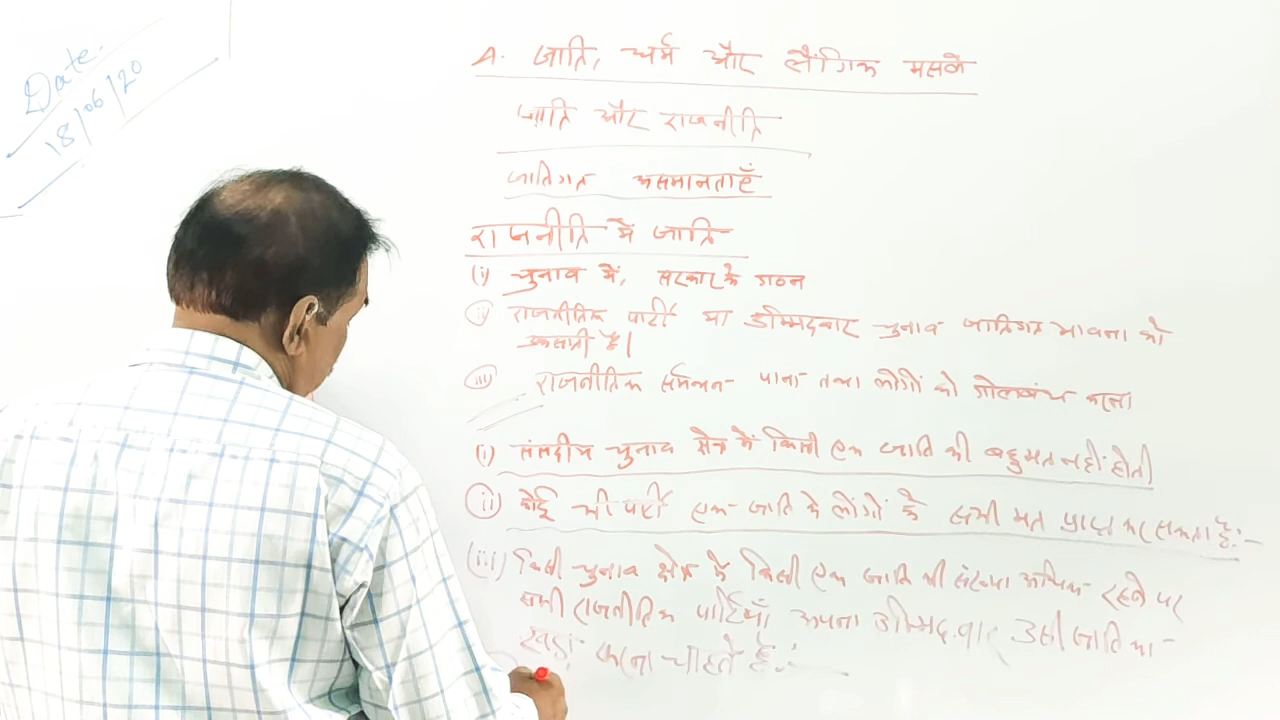 Date.
18/06/20
A. जाति, धर्म और लैंगिक मसले
जाति और राजनीति
जातिगत असमानताएँ
राजनीति में जाति
(i) चुनाव में, सरकार के गठन
(ii) राजनीतिक पार्टी या उम्मिदवार चुनाव जातिगत भावना को
उकसाती है।
(iii) राजनीतिक समर्थन पाना तथा लोगों को गोलबंध करना
(i) संसदीय चुनाव क्षेत्र में किसी एक जाति की बहुमत नहीं होती
(ii) कोई भी पार्टी एक जाति के लोंगों के सभी मत प्राप्त कर सकता है:-
(iii) किसी चुनाव क्षेत्र में किसी एक जाति की संख्या अधिक रहने पर
सभी राजनीतिक पार्टियाँ अपना उम्मिदवार उसी जाति का
खड़ा करना चाहते हैं:-